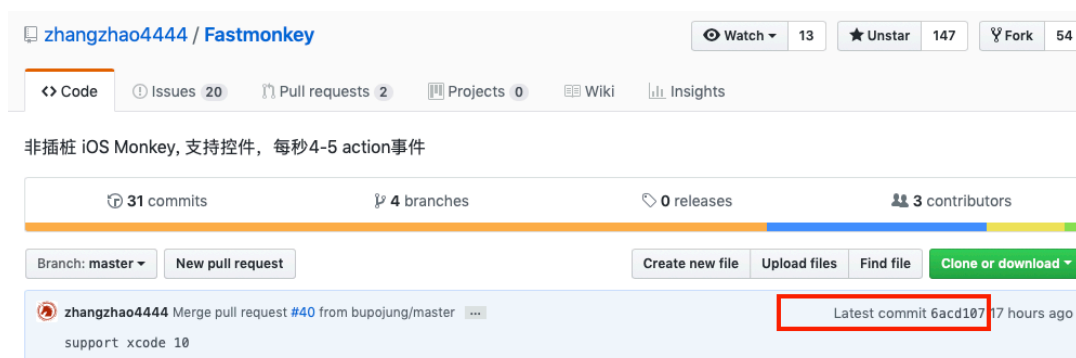 zhangzhao4444 / Fastmonkey Watch 13 Unstar 147 Fork 54
Code Issues 20 Pull requests 2 Projects 0 Wiki Insights
非插桩 iOS Monkey, 支持控件，每秒4-5 action事件
31 commits 4 branches 0 releases 3 contributors
Branch: master New pull request Create new file Upload files Find file Clone or download
zhangzhao4444 Merge pull request #40 from bupojung/master ... Latest commit 6acd107 17 hours ago
support xcode 10